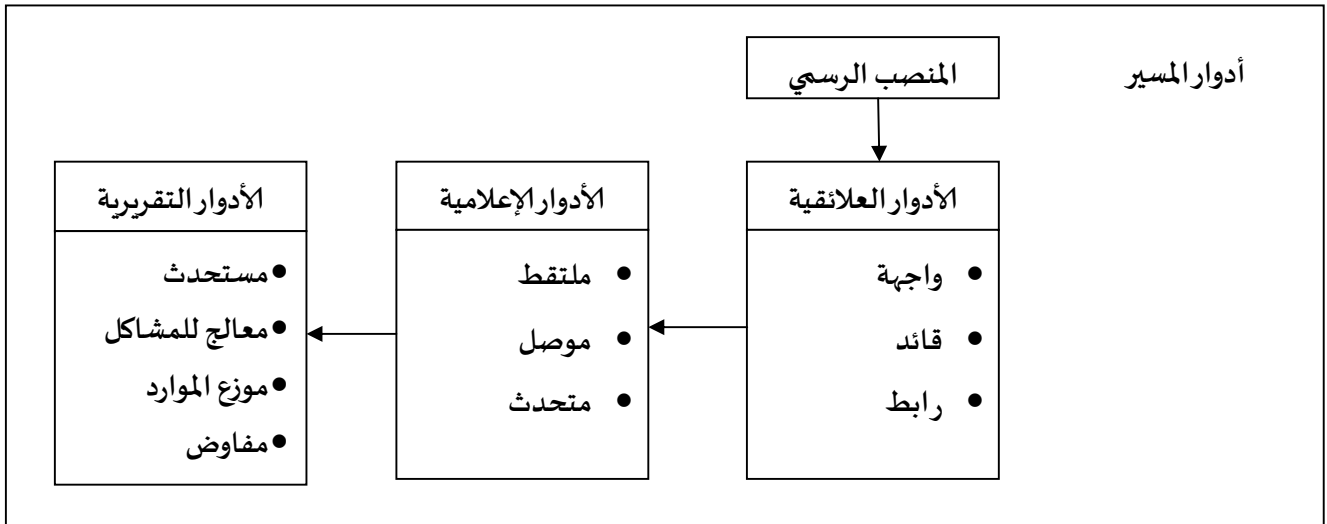 أدوار المسير
المنصب الرسمي
الأدوار العلائقية
• واجهة
• قائد
• رابط
الأدوار الإعلامية
• ملتقط
• موصل
• متحدث
الأدوار التقريرية
• مستحدث
• معالج للمشاكل
• موزع الموارد
• مفاوض